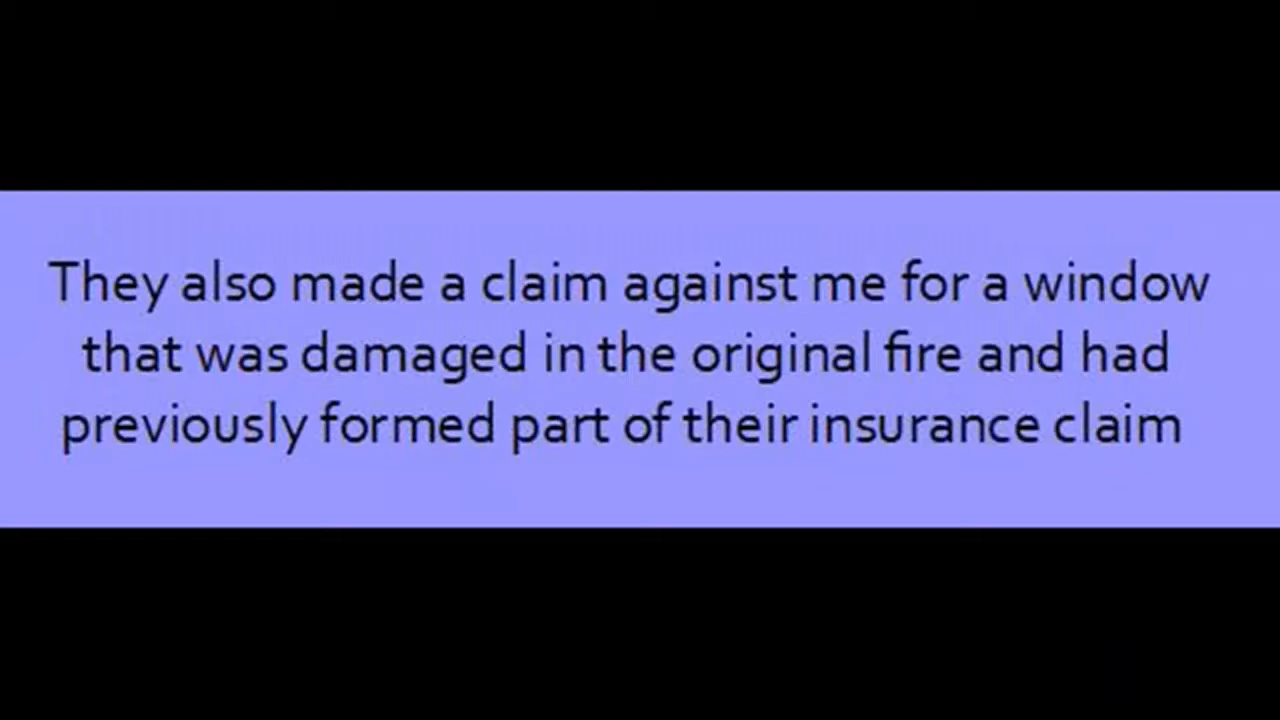 They also made a claim against me for a window
that was damaged in the original fire and had
previously formed part of their insurance claim